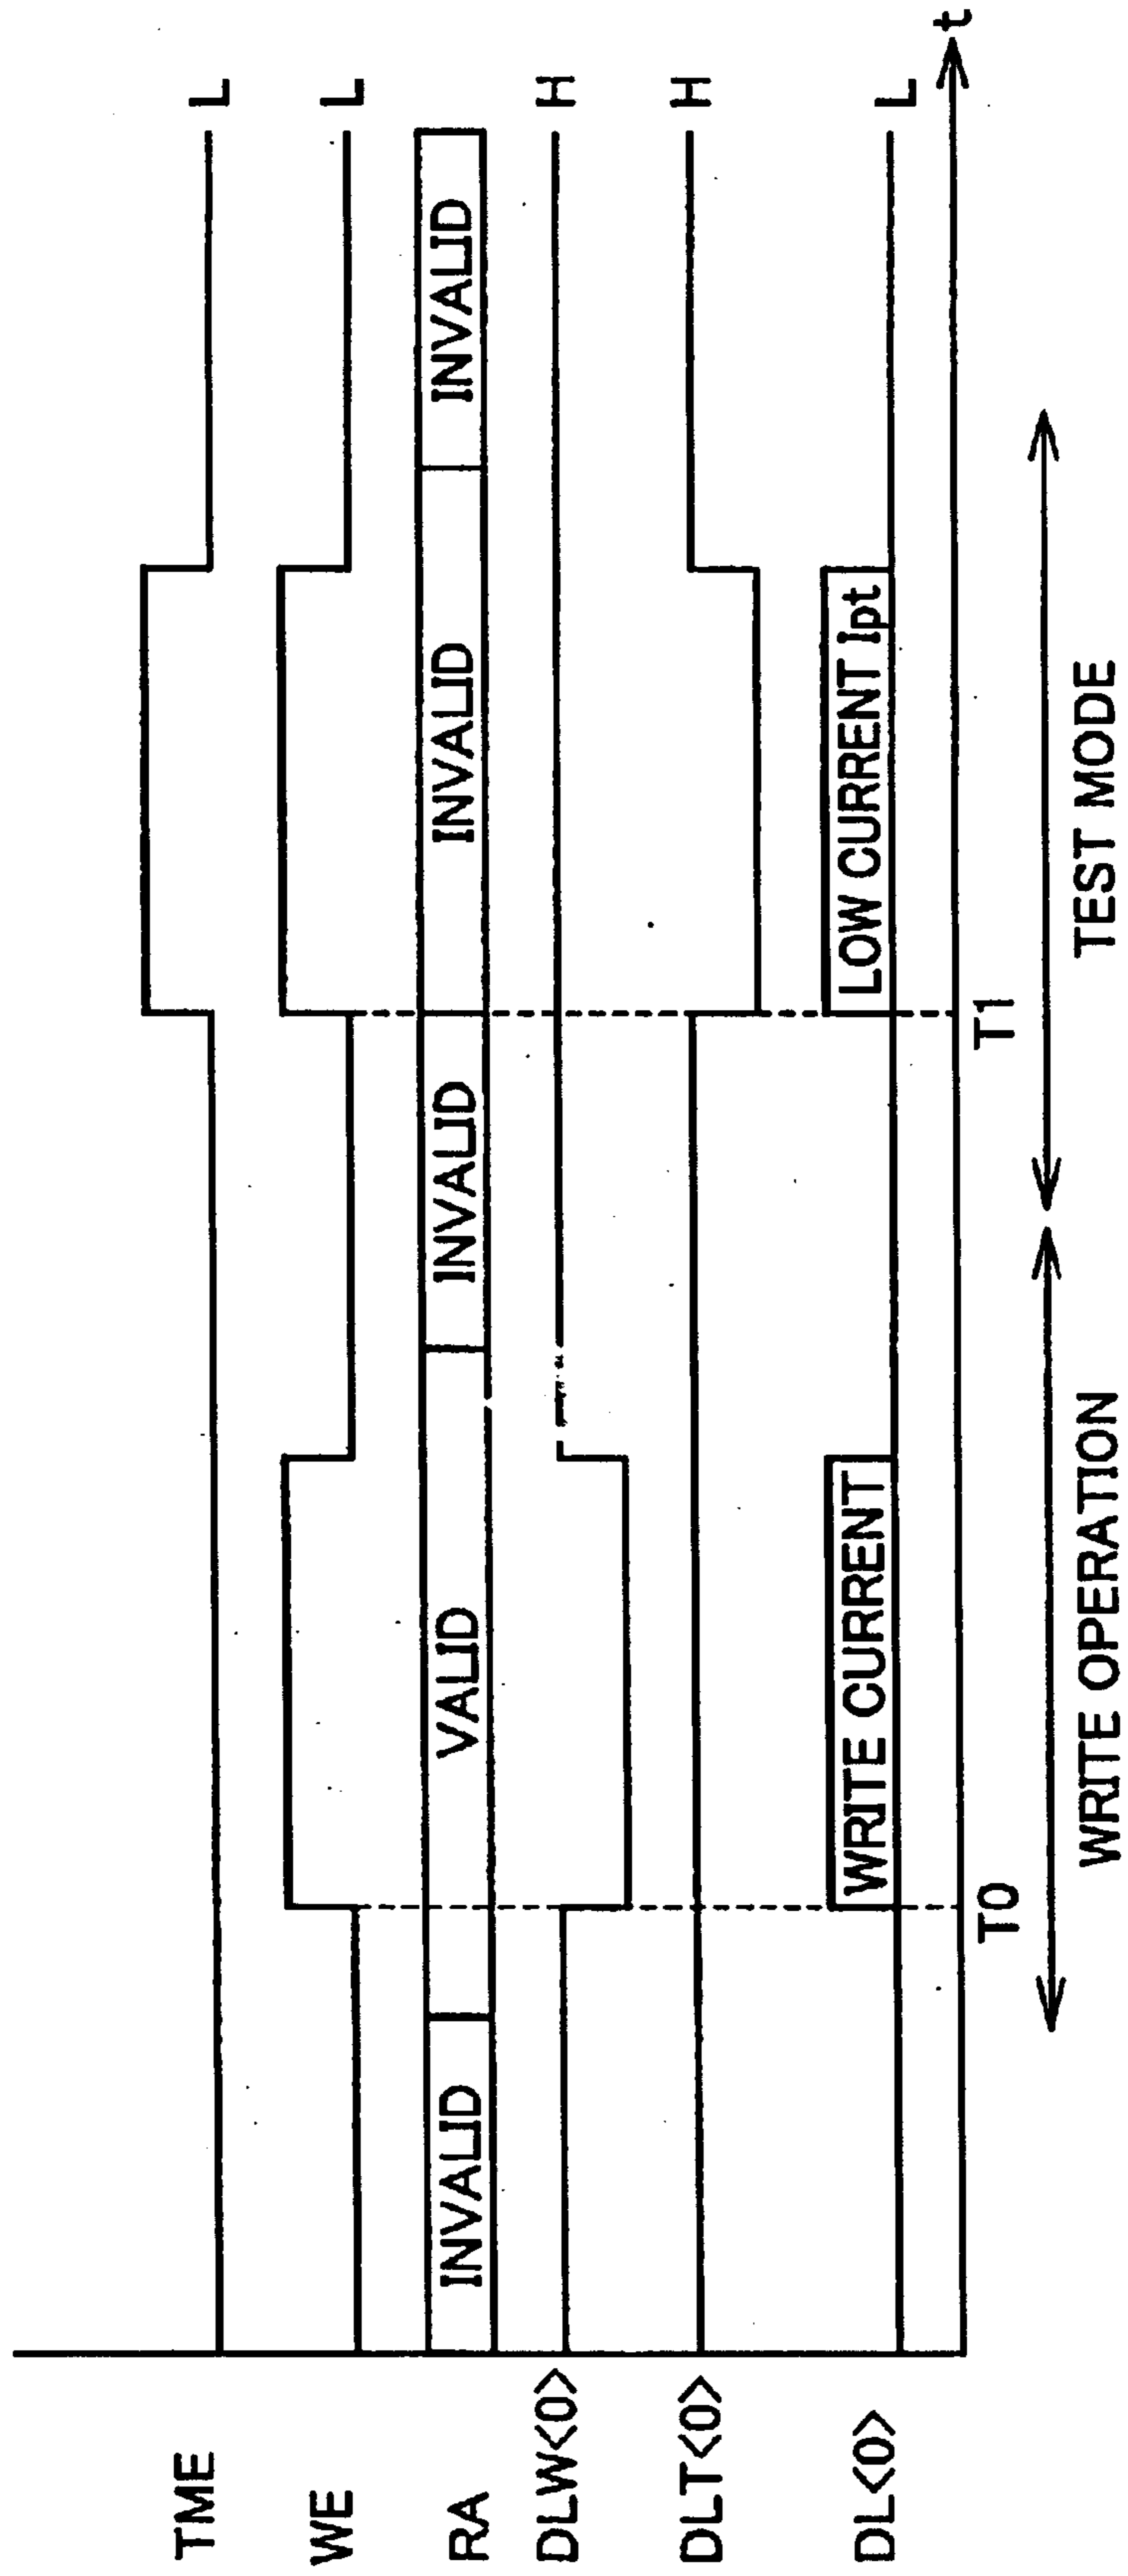 TME L
WE L
RA INVALID VALID INVALID INVALID INVALID
DLW<0> H
DLT<0> H
DL<0> WRITE CURRENT LOW CURRENT Ipt L
t
T0 T1
WRITE OPERATION TEST MODE